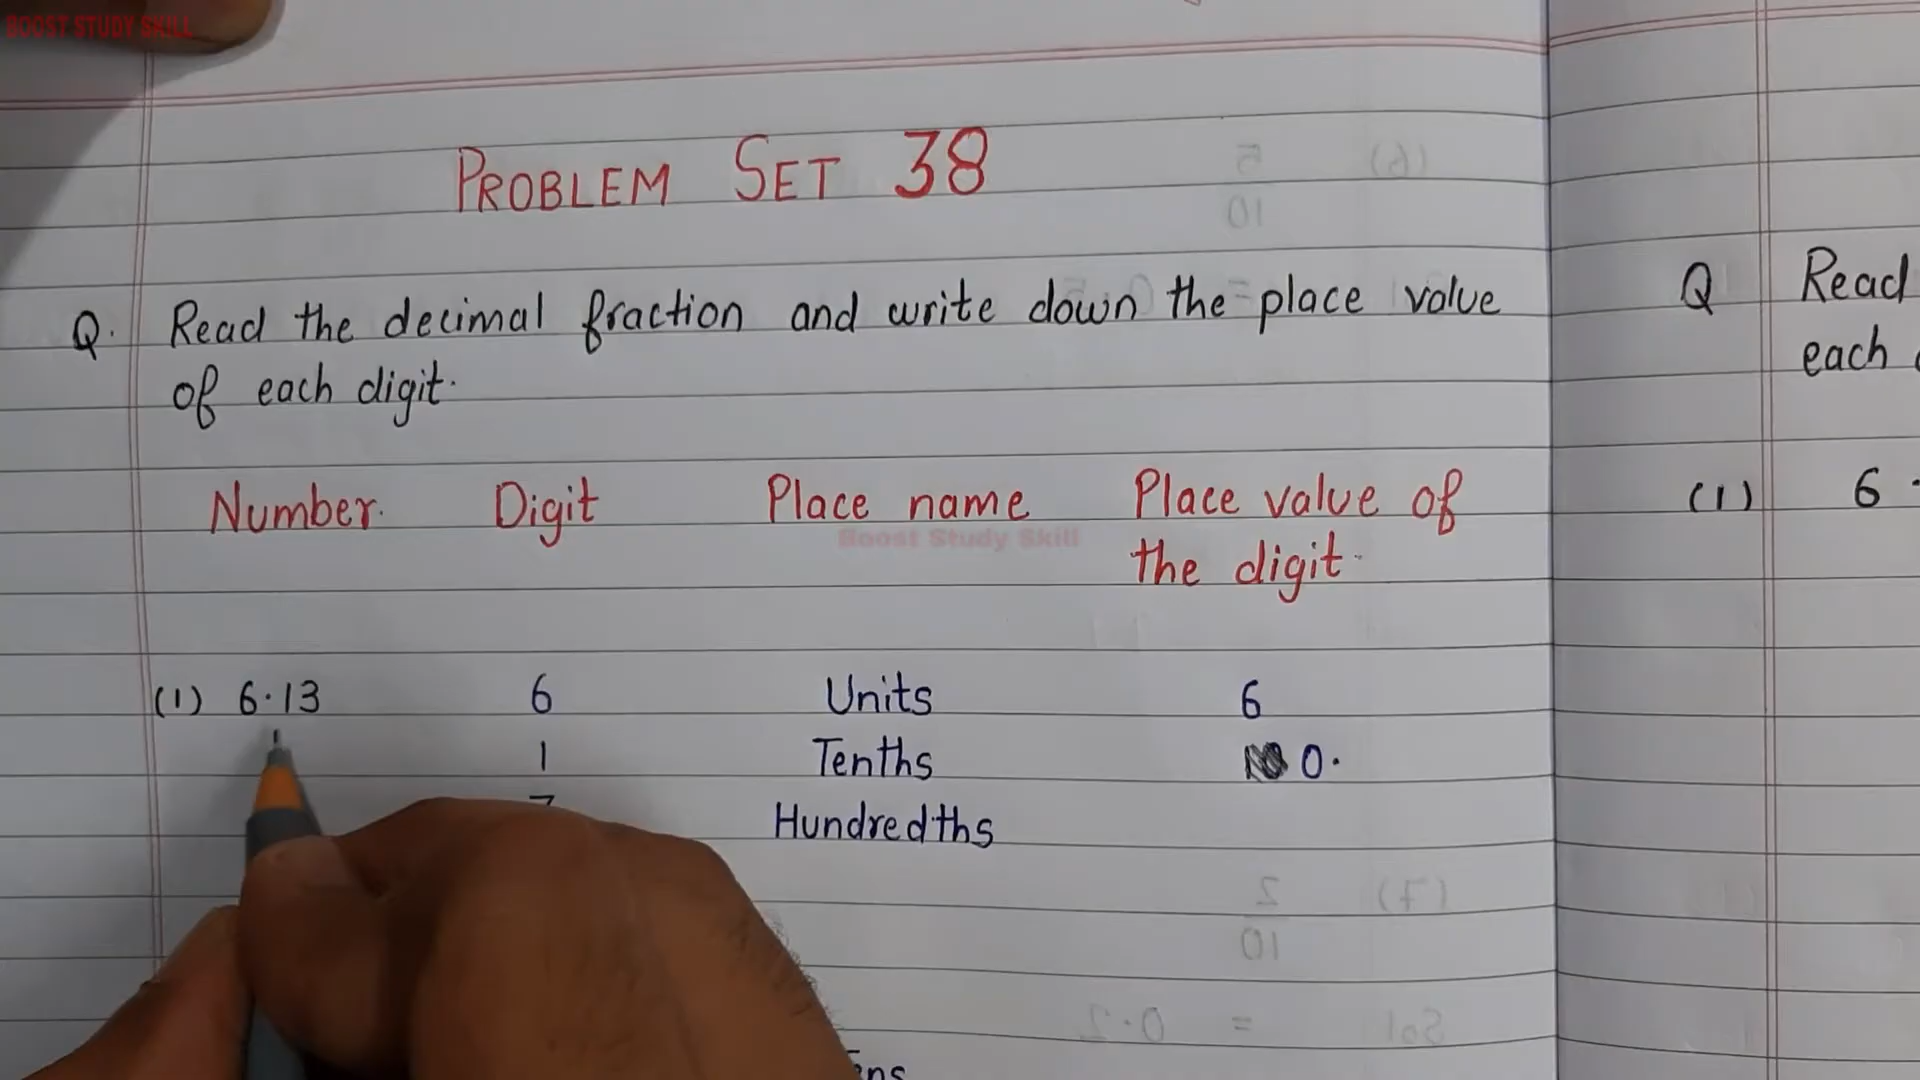 BOOST STUDY SKILL
PROBLEM SET 38
Q. Read the decimal fraction and write down the place value
of each digit.
Number. Digit Place name Place value of
the digit.
Boost Study Skill
(1) 6.13 6 Units 6
1 Tenths 0.
Hundredths
Q Read
each
(1) 6